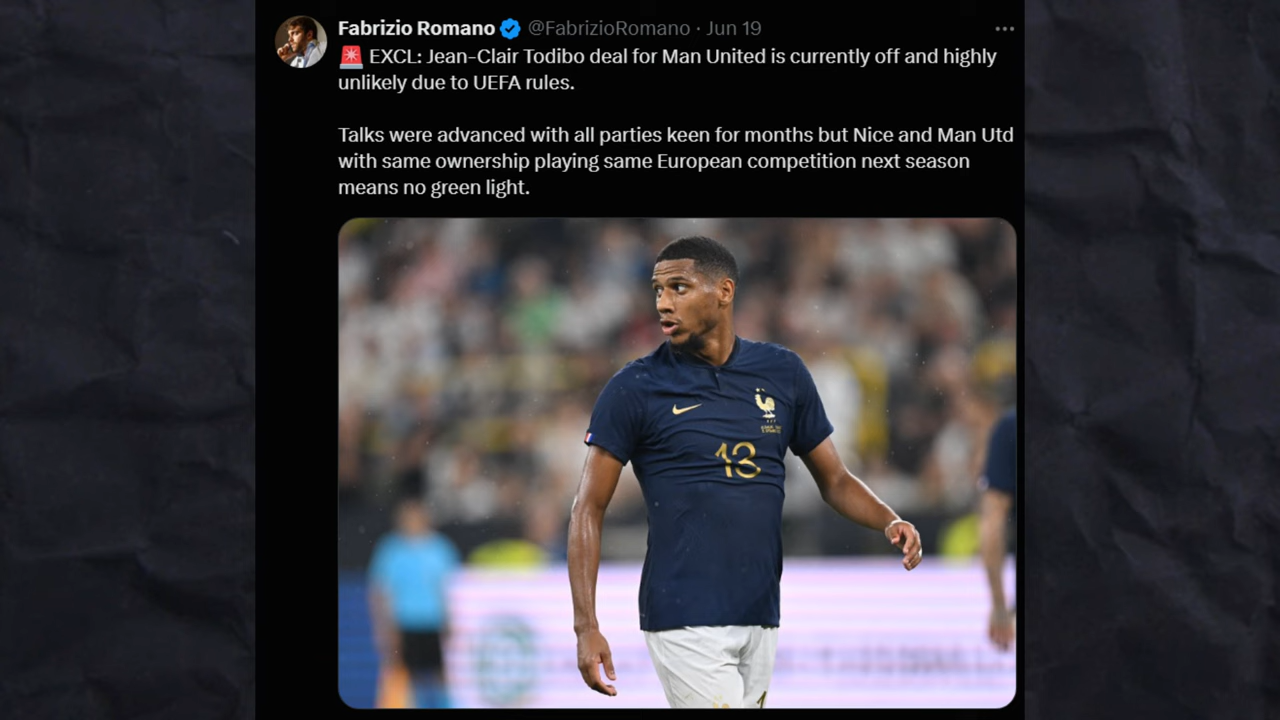 Fabrizio Romano @FabrizioRomano · Jun 19
🚨 EXCL: Jean-Clair Todibo deal for Man United is currently off and highly
unlikely due to UEFA rules.
Talks were advanced with all parties keen for months but Nice and Man Utd
with same ownership playing same European competition next season
means no green light.
13